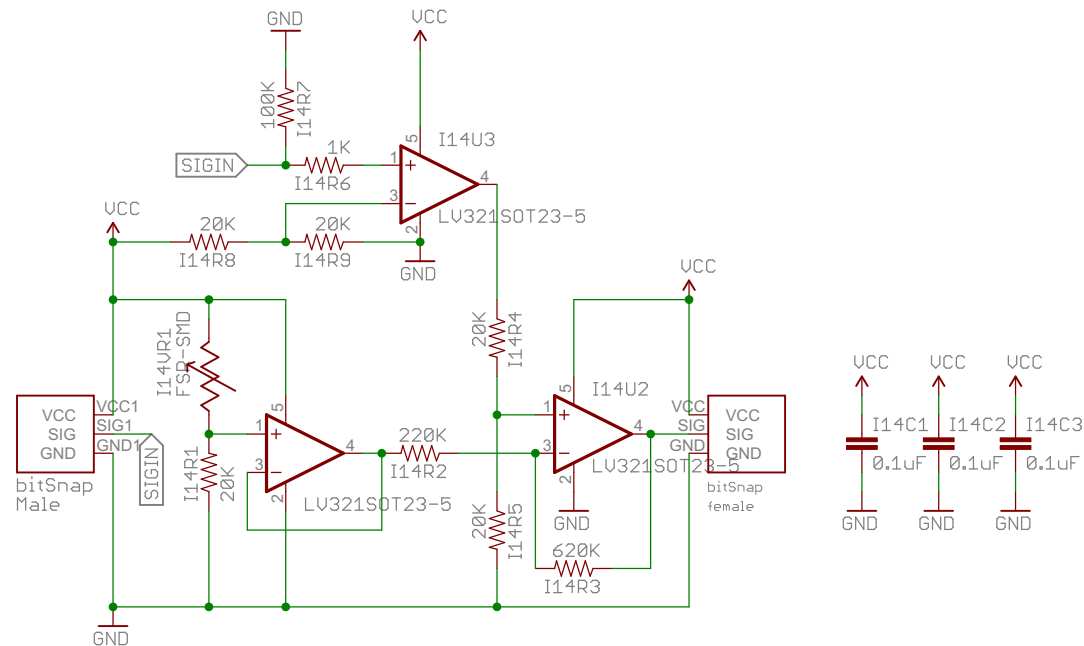 GND
VCC
100K
I14R7
I14U3
5
1K
1
+
SIGIN
I14R6
4
3
-
LV321SOT23-5
2
VCC
20K
20K
I14R8
I14R9
GND
VCC
I14VR1
FSR-SMD
20K
I14R4
I14U2
5
VCC
VCC
VCC
VCC1
VCC
SIG1
SIG
GND1
GND
bitSnap
Male
SIGIN
I14R1
20K
5
1
+
4
3
-
2
LV321SOT23-5
220K
I14R2
1
+
4
3
-
2
LV321SOT23-5
GND
VCC
VCC
SIG
SIG
GND
GND
bitSnap
female
20K
I14R5
620K
I14R3
GND
I14C1
I14C2
I14C3
0.1uF
0.1uF
0.1uF
GND
GND
GND